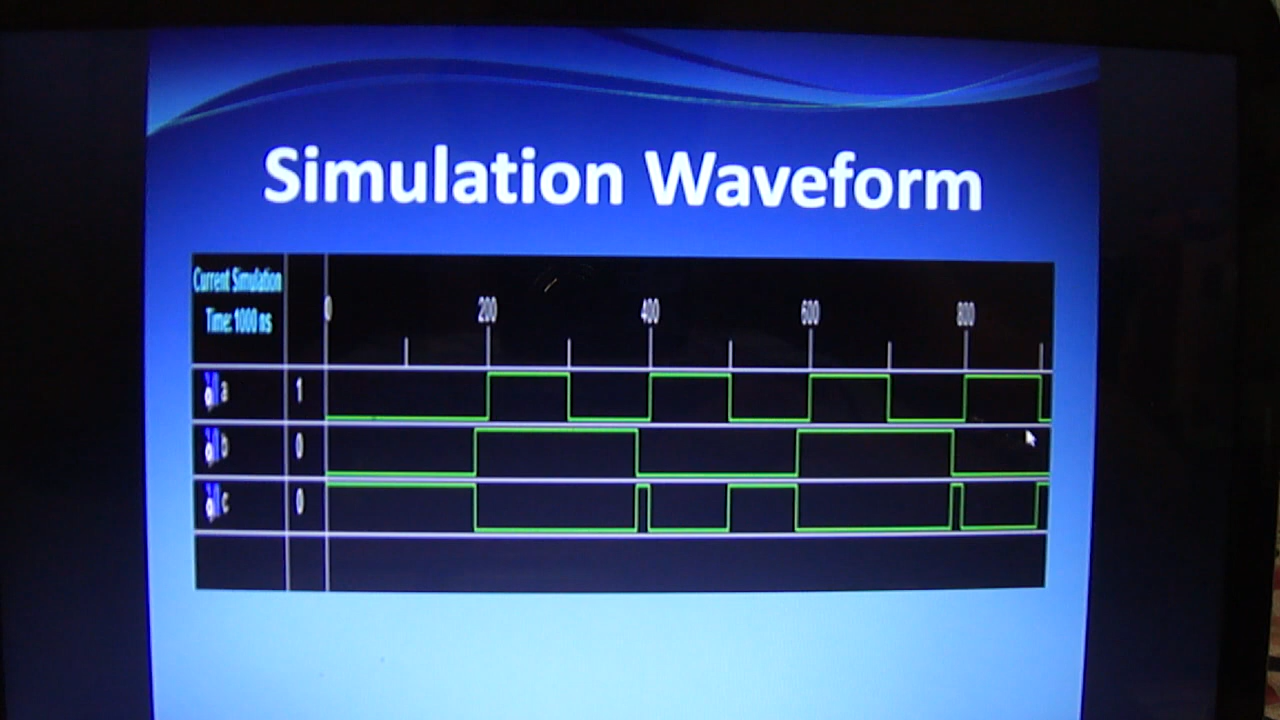 Simulation Waveform
Current Simulation
Time: 1000 ns
0 200 400 600 800
a 1
b 0
c 0